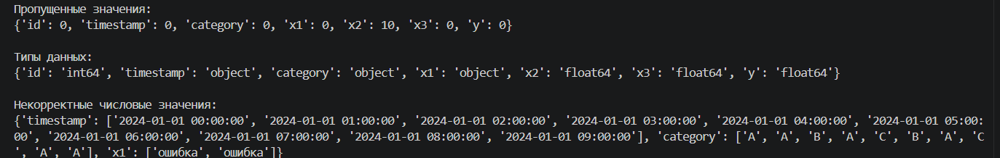 Пропущенные значения:
{'id': 0, 'timestamp': 0, 'category': 0, 'x1': 0, 'x2': 10, 'x3': 0, 'y': 0}
Типы данных:
{'id': 'int64', 'timestamp': 'object', 'category': 'object', 'x1': 'object', 'x2': 'float64', 'x3': 'float64', 'y': 'float64'}
Некорректные числовые значения:
{'timestamp': ['2024-01-01 00:00:00', '2024-01-01 01:00:00', '2024-01-01 02:00:00', '2024-01-01 03:00:00', '2024-01-01 04:00:00', '2024-01-01 05:00:
00', '2024-01-01 06:00:00', '2024-01-01 07:00:00', '2024-01-01 08:00:00', '2024-01-01 09:00:00'], 'category': ['A', 'A', 'B', 'A', 'C', 'B', 'A', 'C
', 'A', 'A'], 'x1': ['ошибка', 'ошибка']}